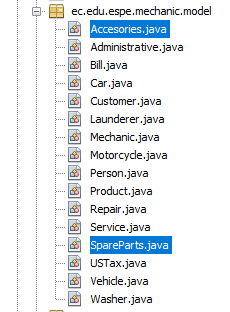 ec.edu.espe.mechanic.model
Accesories.java
Administrative.java
Bill.java
Car.java
Customer.java
Launderer.java
Mechanic.java
Motorcycle.java
Person.java
Product.java
Repair.java
Service.java
SpareParts.java
USTax.java
Vehicle.java
Washer.java